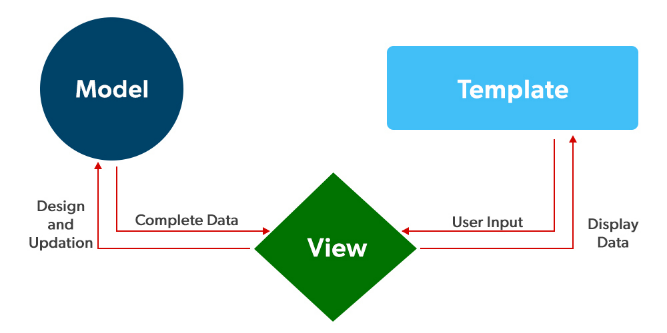 Model
Template
Design
and
Updation
Complete Data
User Input
Display
Data
View